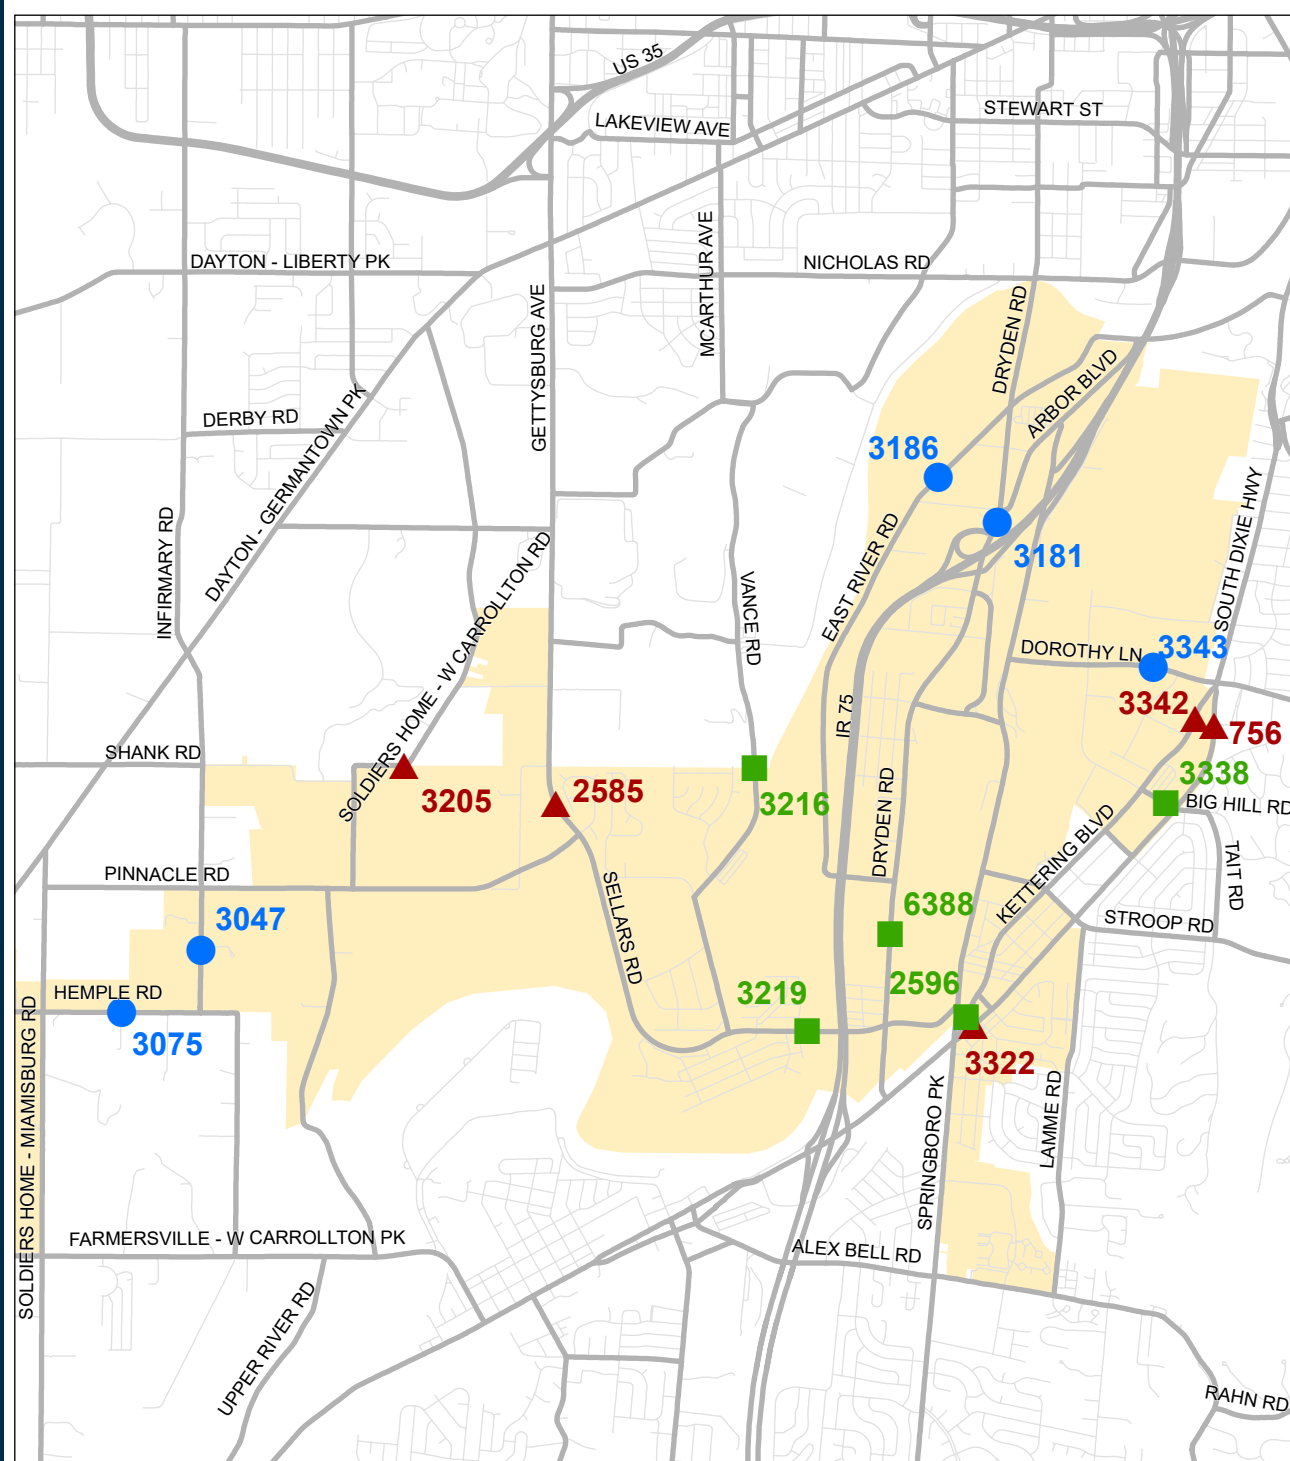 US 35
STEWART ST
LAKEVIEW AVE
MCARTHUR AVE
DAYTON - LIBERTY PK
NICHOLAS RD
GETTYSBURG AVE
DRYDEN RD
ARBOR BLVD
DERBY RD
DAYTON - GERMANTOWN PK
3186
SOUTH DIXIE HWY
INFIRMARY RD
EAST RIVER RD
3181
SOLDIERS HOME - W CARROLLTON RD
VANCE RD
DOROTHY LN
3343
3342
756
IR 75
SHANK RD
3338
3205
2585
3216
BIG HILL RD
DRYDEN RD
KETTERING BLVD
TAIT RD
PINNACLE RD
SELLARS RD
6388
3047
STROOP RD
HEMPLE RD
3219
2596
3075
3322
SOLDIERS HOME - MIAMISBURG RD
SPRINGBORO PK
LAMME RD
FARMERSVILLE - W CARROLLTON PK
ALEX BELL RD
UPPER RIVER RD
RAHN RD